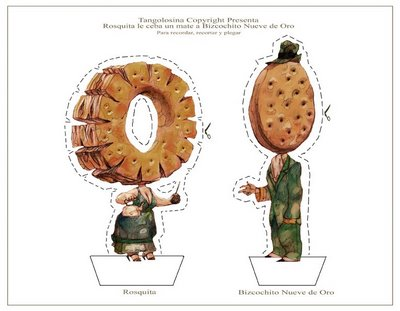 Tangolosina Copyright Presenta
Rosquita le ceba un mate a Bizcochito Nueve de Oro
Para recordar, recortar y plegar
Rosquita
Bizcochito Nueve de Oro